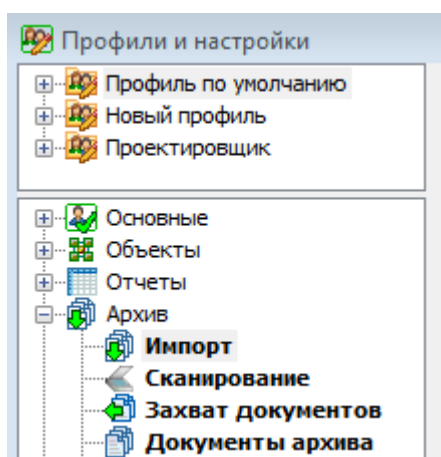 Профили и настройки
Профиль по умолчанию
Новый профиль
Проектировщик
Основные
Объекты
Отчеты
Архив
Импорт
Сканирование
Захват документов
Документы архива